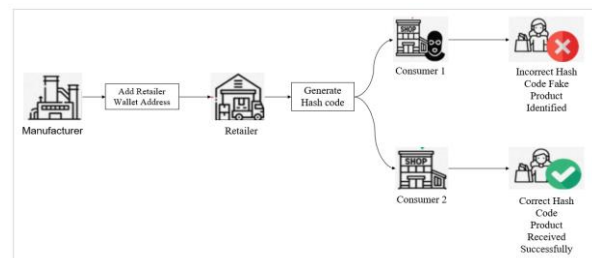 Manufacturer
Add Retailer
Wallet Address
Retailer
Generate
Hash code
SHOP
Consumer 1
Incorrect Hash
Code Fake
Product
Identified
SHOP
Consumer 2
Correct Hash
Code
Product
Received
Successfully